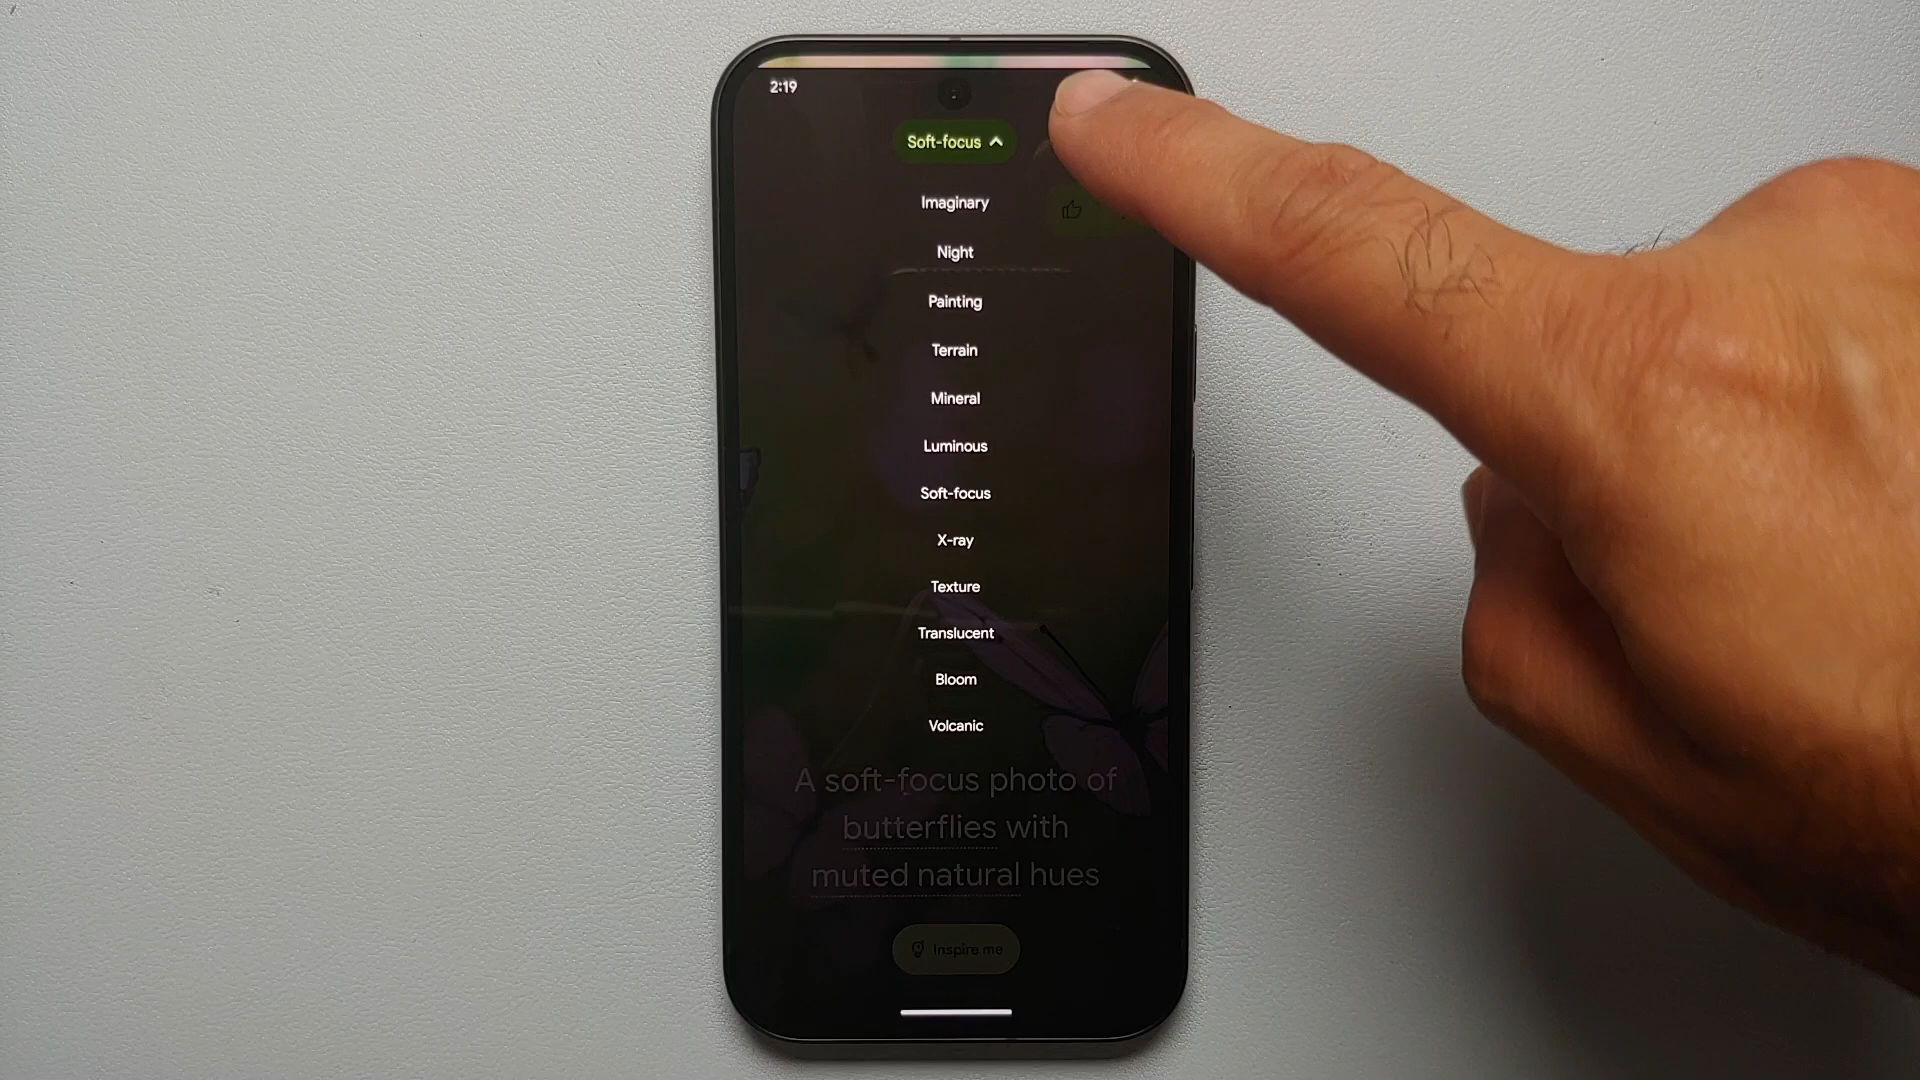 2:19
Soft-focus
Imaginary
Night
Painting
Terrain
Mineral
Luminous
Soft-focus
X-ray
Texture
Translucent
Bloom
Volcanic
A soft-focus photo of
butterflies with
muted natural hues
Inspire me